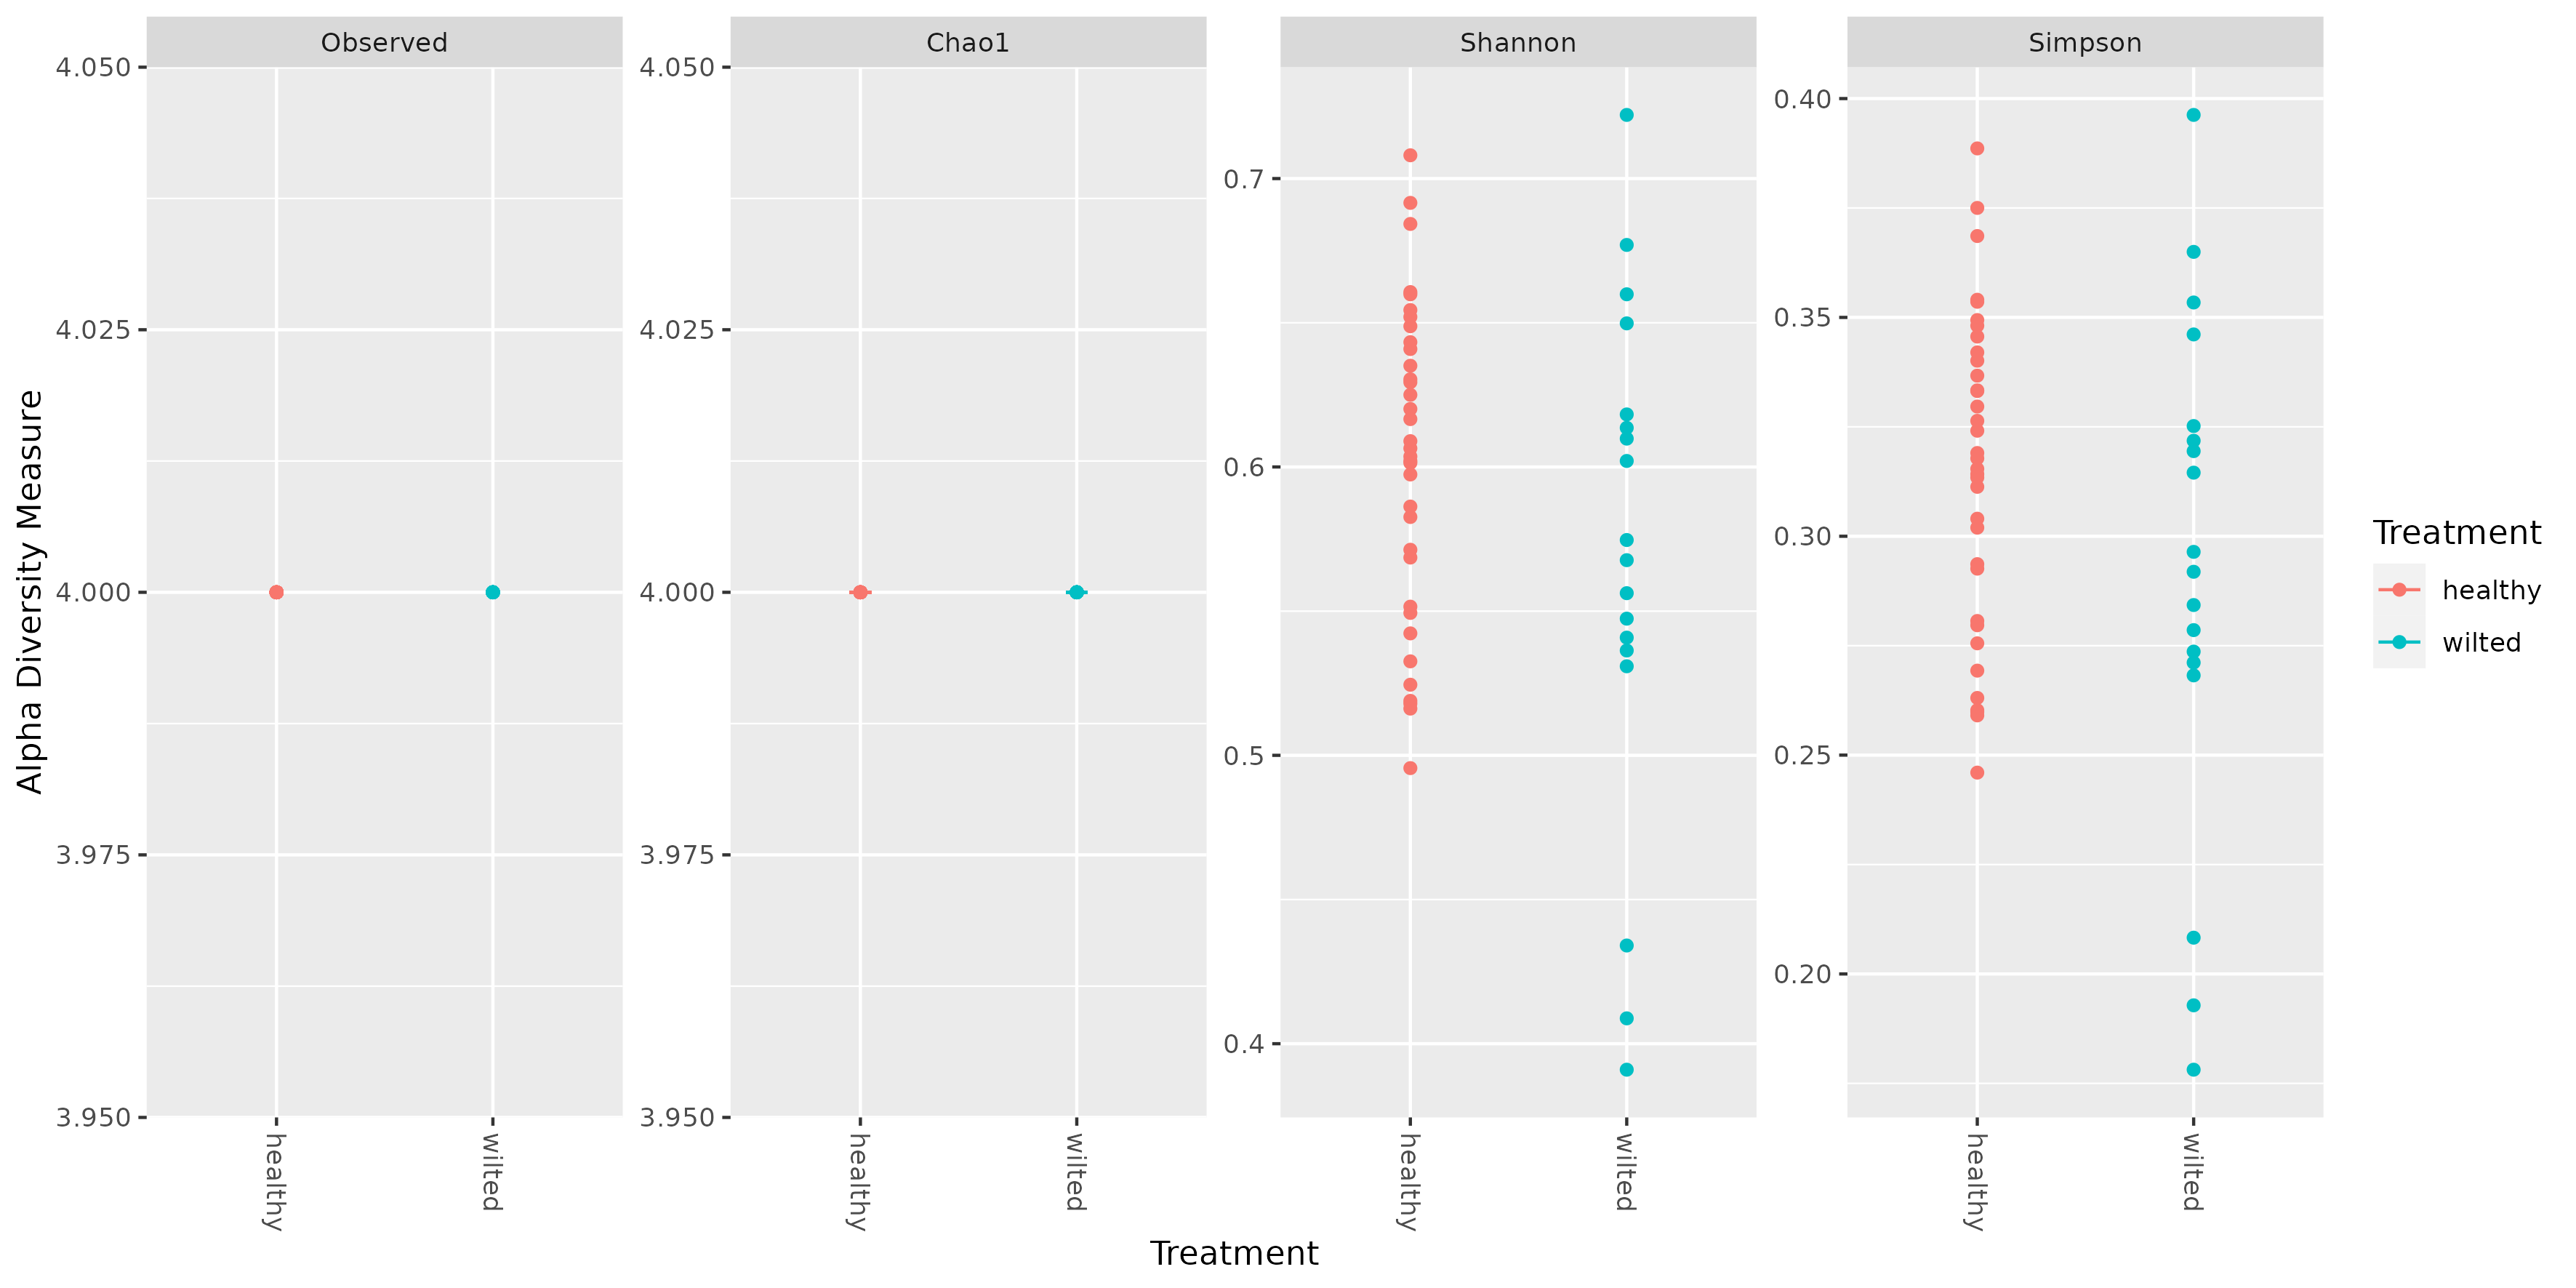 Observed
Chao1
Shannon
Simpson
Alpha Diversity Measure
4.050
4.025
4.000
3.975
3.950
4.050
4.025
4.000
3.975
3.950
0.7
0.6
0.5
0.4
0.40
0.35
0.30
0.25
0.20
healthy
wilted
healthy
wilted
healthy
wilted
healthy
wilted
Treatment
Treatment
healthy
wilted